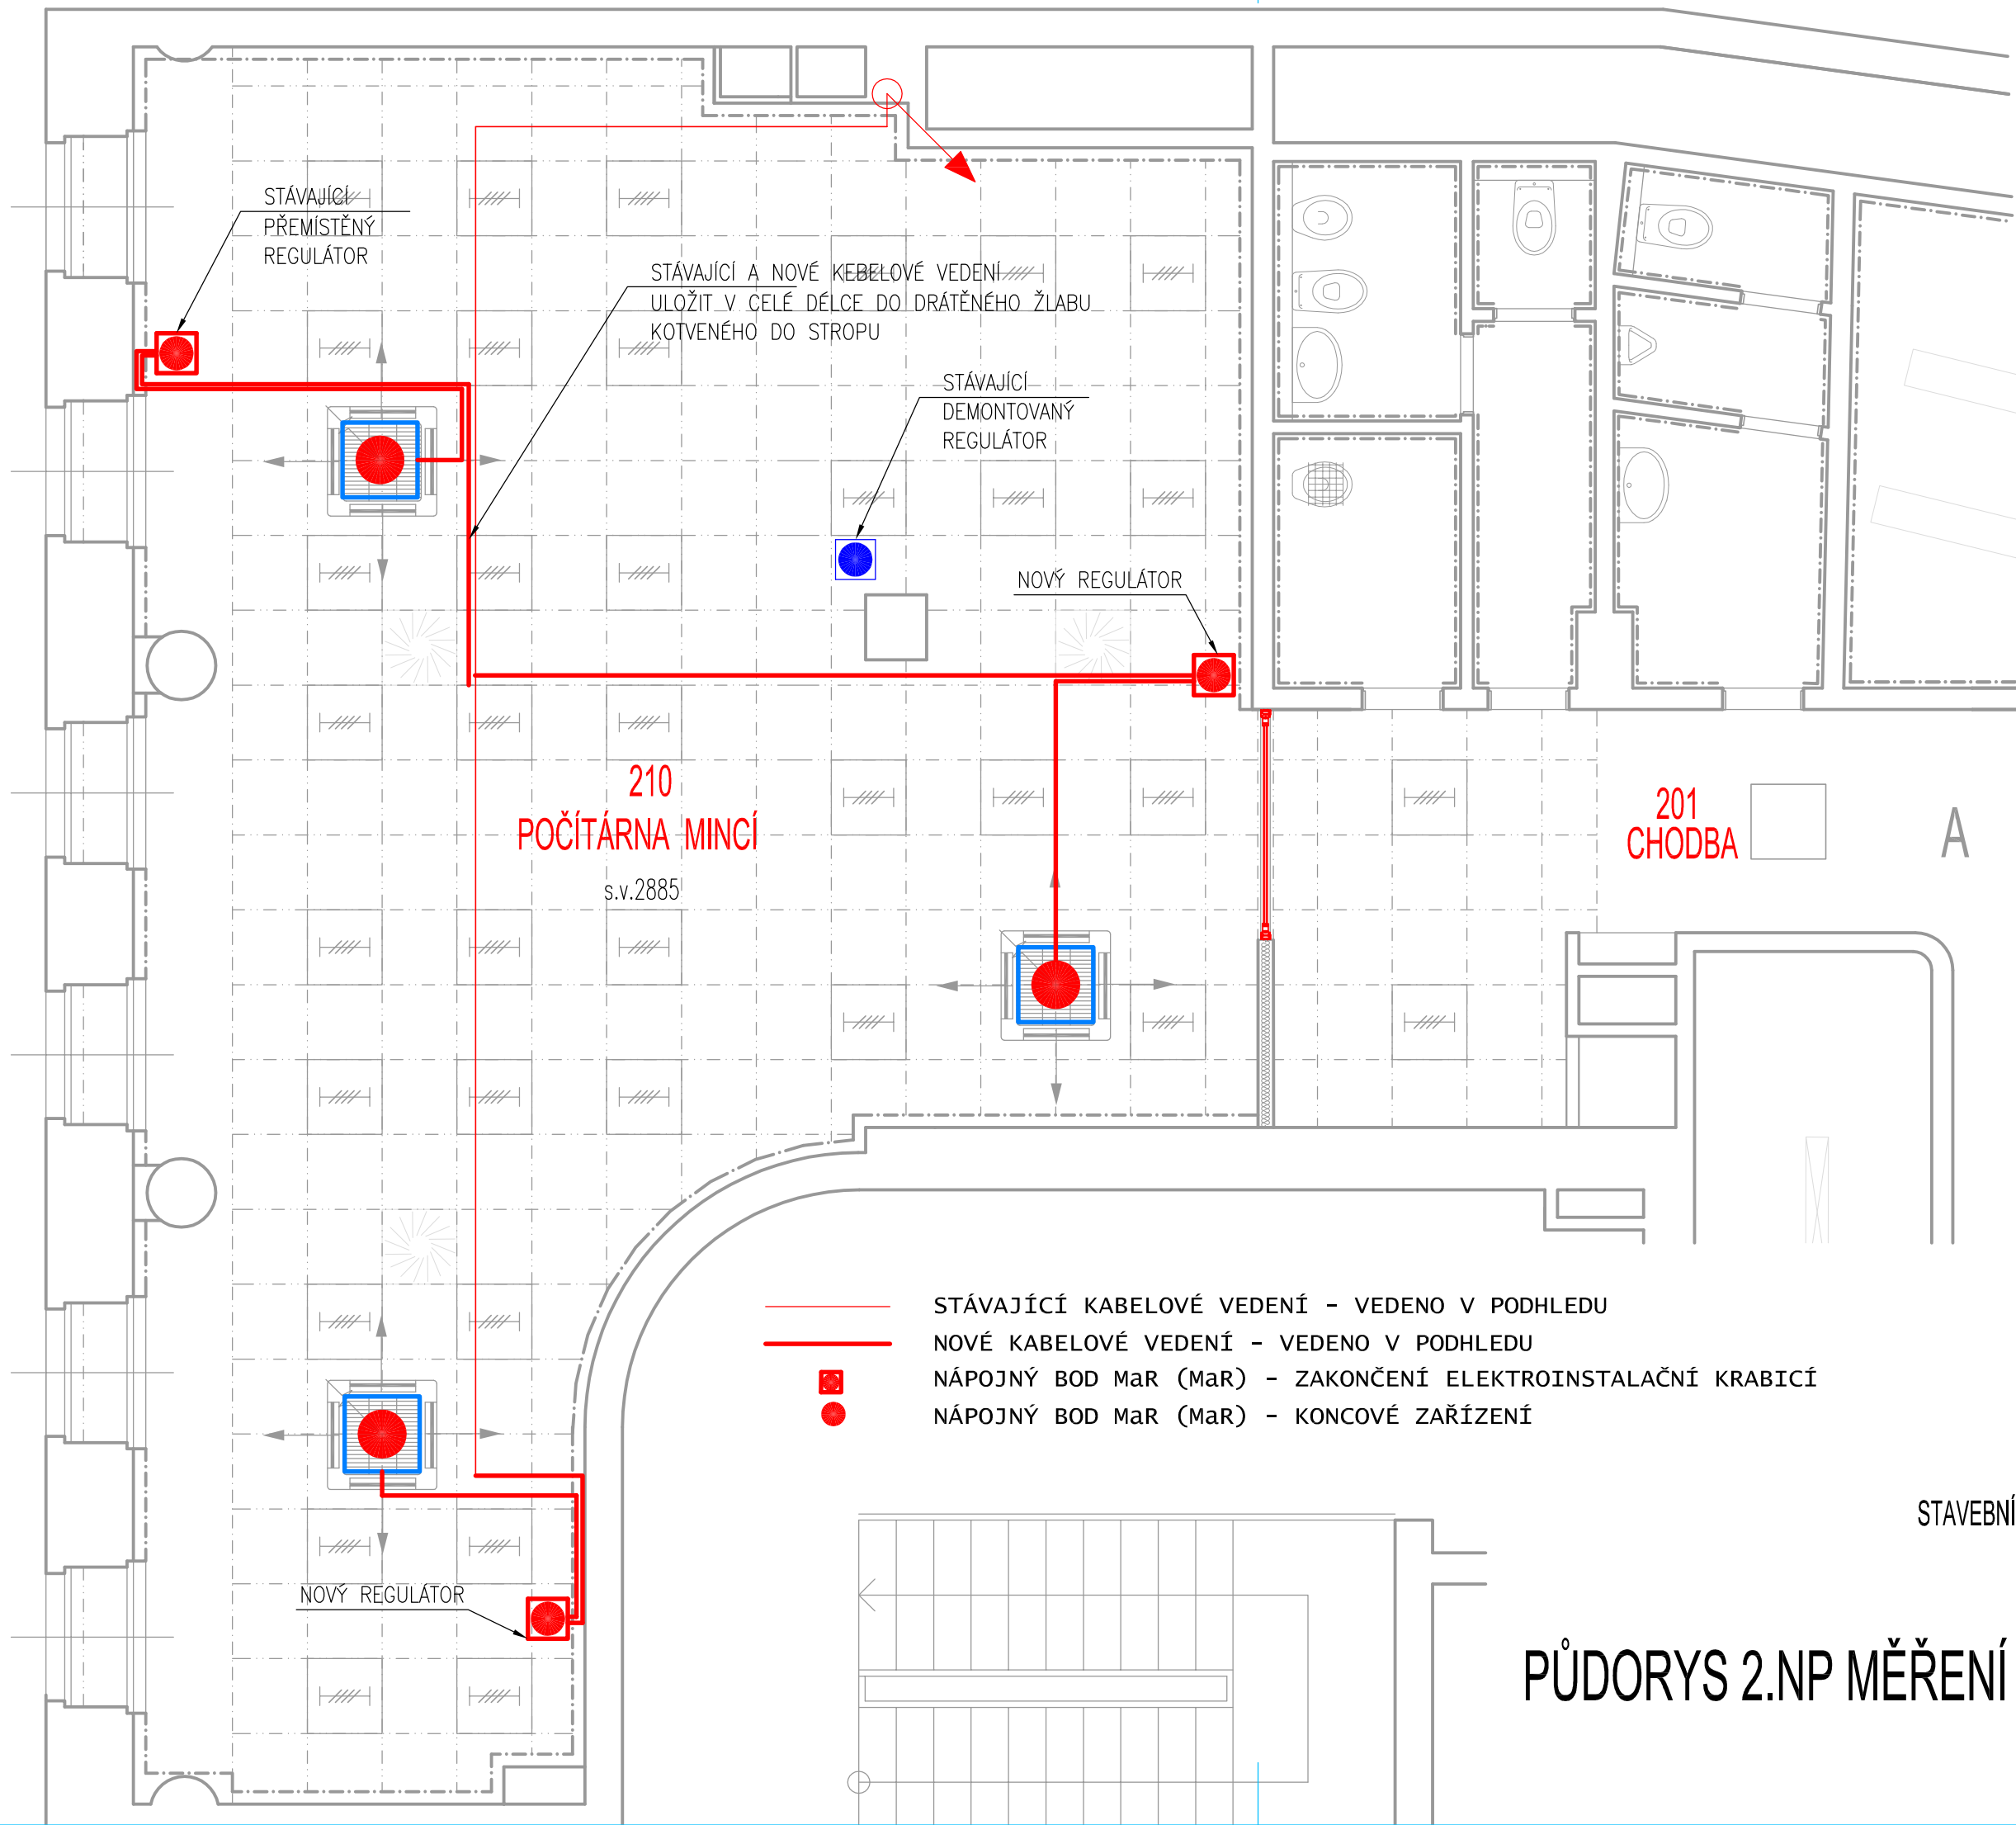 STÁVAJÍCÍ
PŘEMÍSTĚNÝ
REGULÁTOR
STÁVAJÍCÍ A NOVÉ KEBELOVÉ VEDENÍ
ULOŽIT V CELÉ DÉLCE DO DRÁTĚNÉHO ŽLABU
KOTVENÉHO DO STROPU
STÁVAJÍCÍ
DEMONTOVANÝ
REGULÁTOR
NOVÝ REGULÁTOR
210
POČÍTÁRNA MINCÍ
s.v.2885
201
CHODBA
A
STÁVAJÍCÍ KABELOVÉ VEDENÍ - VEDENO V PODHLEDU
NOVÉ KABELOVÉ VEDENÍ - VEDENO V PODHLEDU
NÁPOJNÝ BOD MaR (MaR) - ZAKONČENÍ ELEKTROINSTALAČNÍ KRABICÍ
NÁPOJNÝ BOD MaR (MaR) - KONCOVÉ ZAŘÍZENÍ
STAVEBNÍ
NOVÝ REGULÁTOR
PŮDORYS 2.NP MĚŘENÍ